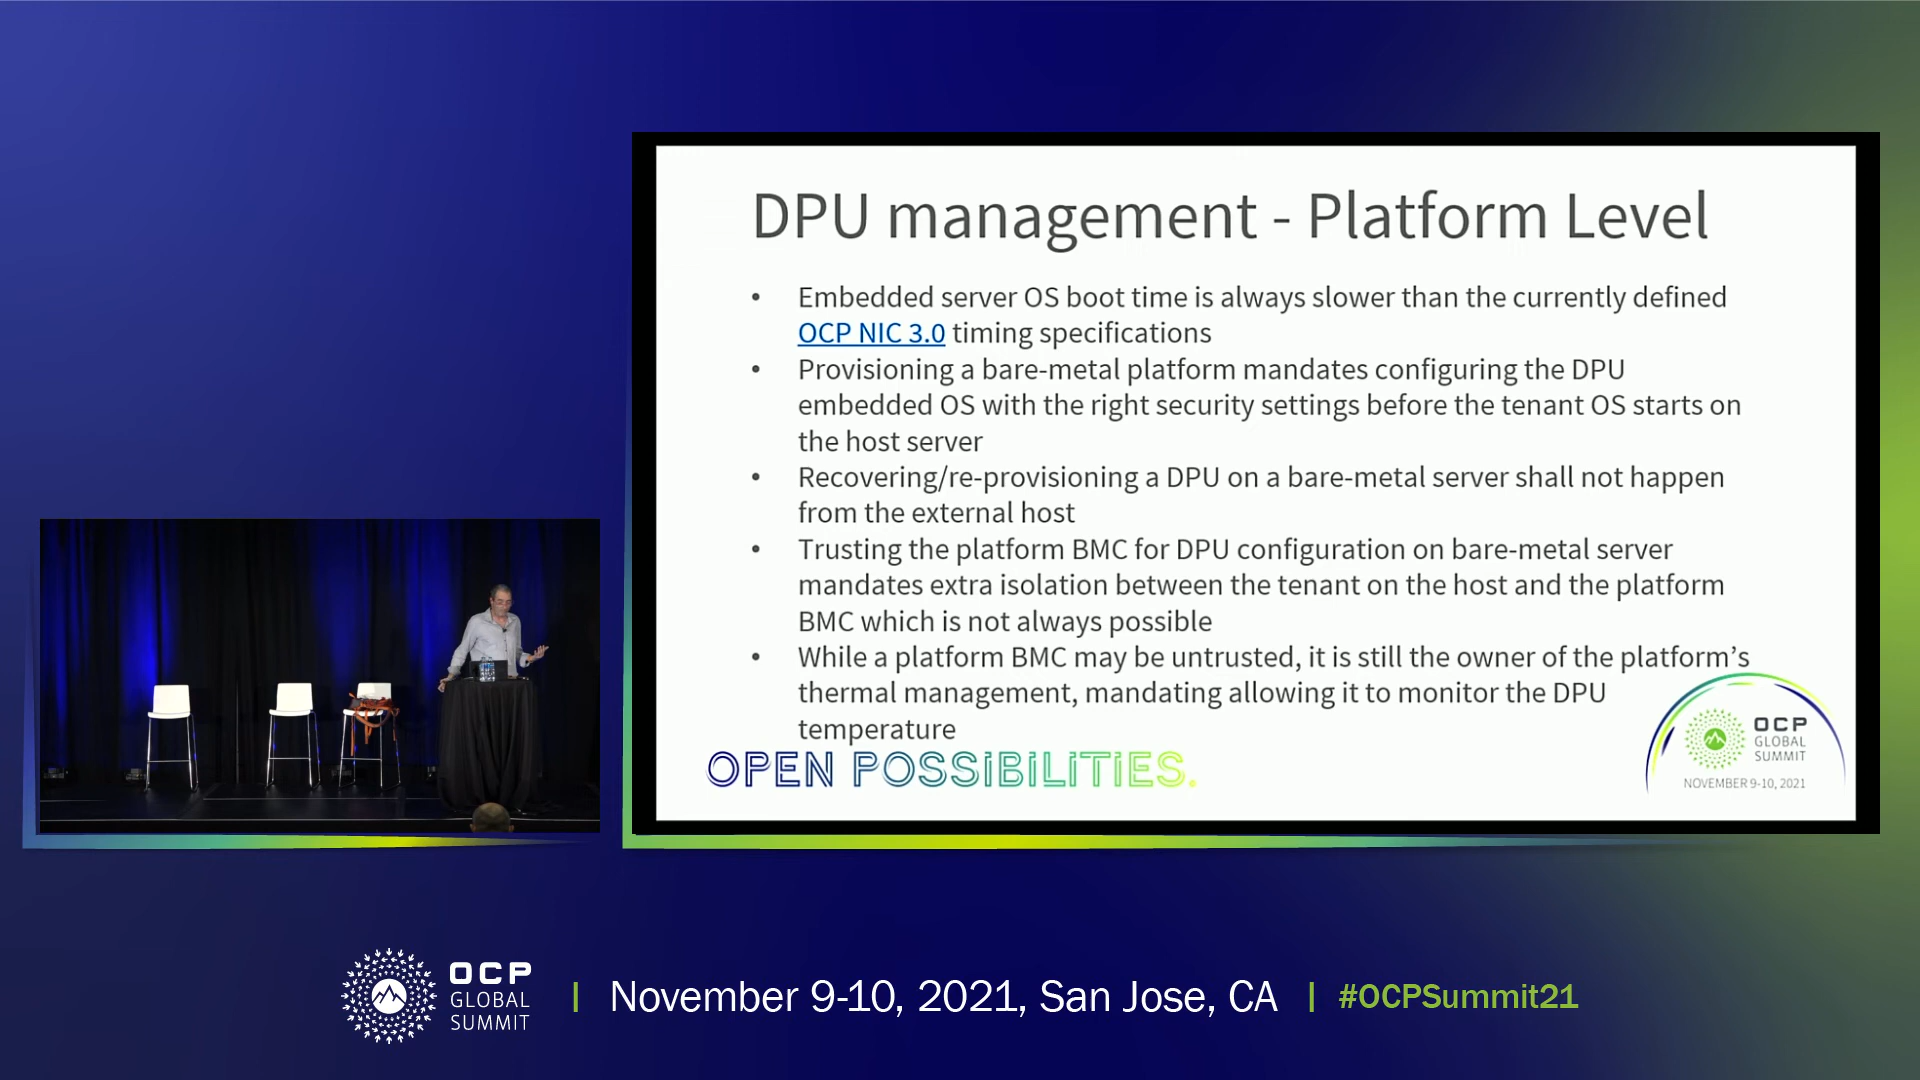 DPU management - Platform Level
• Embedded server OS boot time is always slower than the currently defined
OCP NIC 3.0 timing specifications
• Provisioning a bare-metal platform mandates configuring the DPU
embedded OS with the right security settings before the tenant OS starts on
the host server
• Recovering/re-provisioning a DPU on a bare-metal server shall not happen
from the external host
• Trusting the platform BMC for DPU configuration on bare-metal server
mandates extra isolation between the tenant on the host and the platform
BMC which is not always possible
• While a platform BMC may be untrusted, it is still the owner of the platform’s
thermal management, mandating allowing it to monitor the DPU
temperature
OPEN POSSIBILITIES.
OCP
GLOBAL
SUMMIT
NOVEMBER 9-10, 2021
OCP
GLOBAL
SUMMIT
| November 9-10, 2021, San Jose, CA | #OCPSummit21